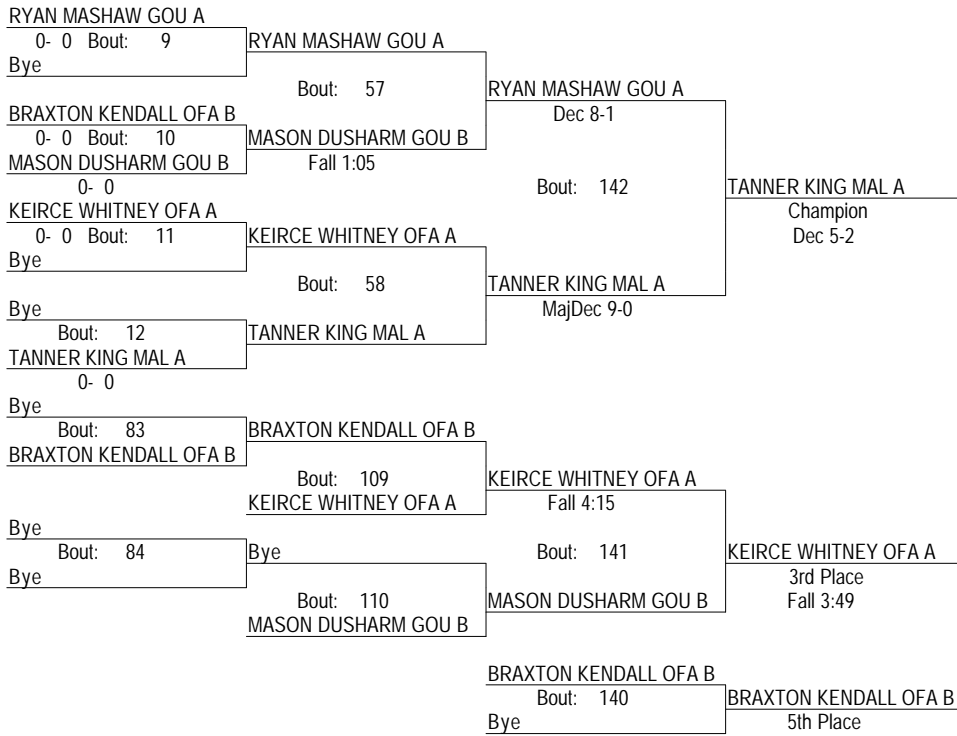 RYAN MASHAW GOU A
0- 0 Bout: 9
Bye
RYAN MASHAW GOU A
Bout: 57
RYAN MASHAW GOU A
Dec 8-1
BRAXTON KENDALL OFA B
0- 0 Bout: 10
MASON DUSHARM GOU B
0- 0
MASON DUSHARM GOU B
Fall 1:05
Bout: 142
TANNER KING MAL A
Champion
Dec 5-2
KEIRCE WHITNEY OFA A
0- 0 Bout: 11
Bye
KEIRCE WHITNEY OFA A
Bout: 58
TANNER KING MAL A
MajDec 9-0
Bye
Bout: 12
TANNER KING MAL A
0- 0
TANNER KING MAL A
Bye
Bout: 83
BRAXTON KENDALL OFA B
BRAXTON KENDALL OFA B
Bout: 109
KEIRCE WHITNEY OFA A
KEIRCE WHITNEY OFA A
Fall 4:15
Bye
Bout: 84
Bye
Bye
Bout: 110
MASON DUSHARM GOU B
Bout: 141
MASON DUSHARM GOU B
KEIRCE WHITNEY OFA A
3rd Place
Fall 3:49
BRAXTON KENDALL OFA B
Bout: 140
Bye
BRAXTON KENDALL OFA B
5th Place